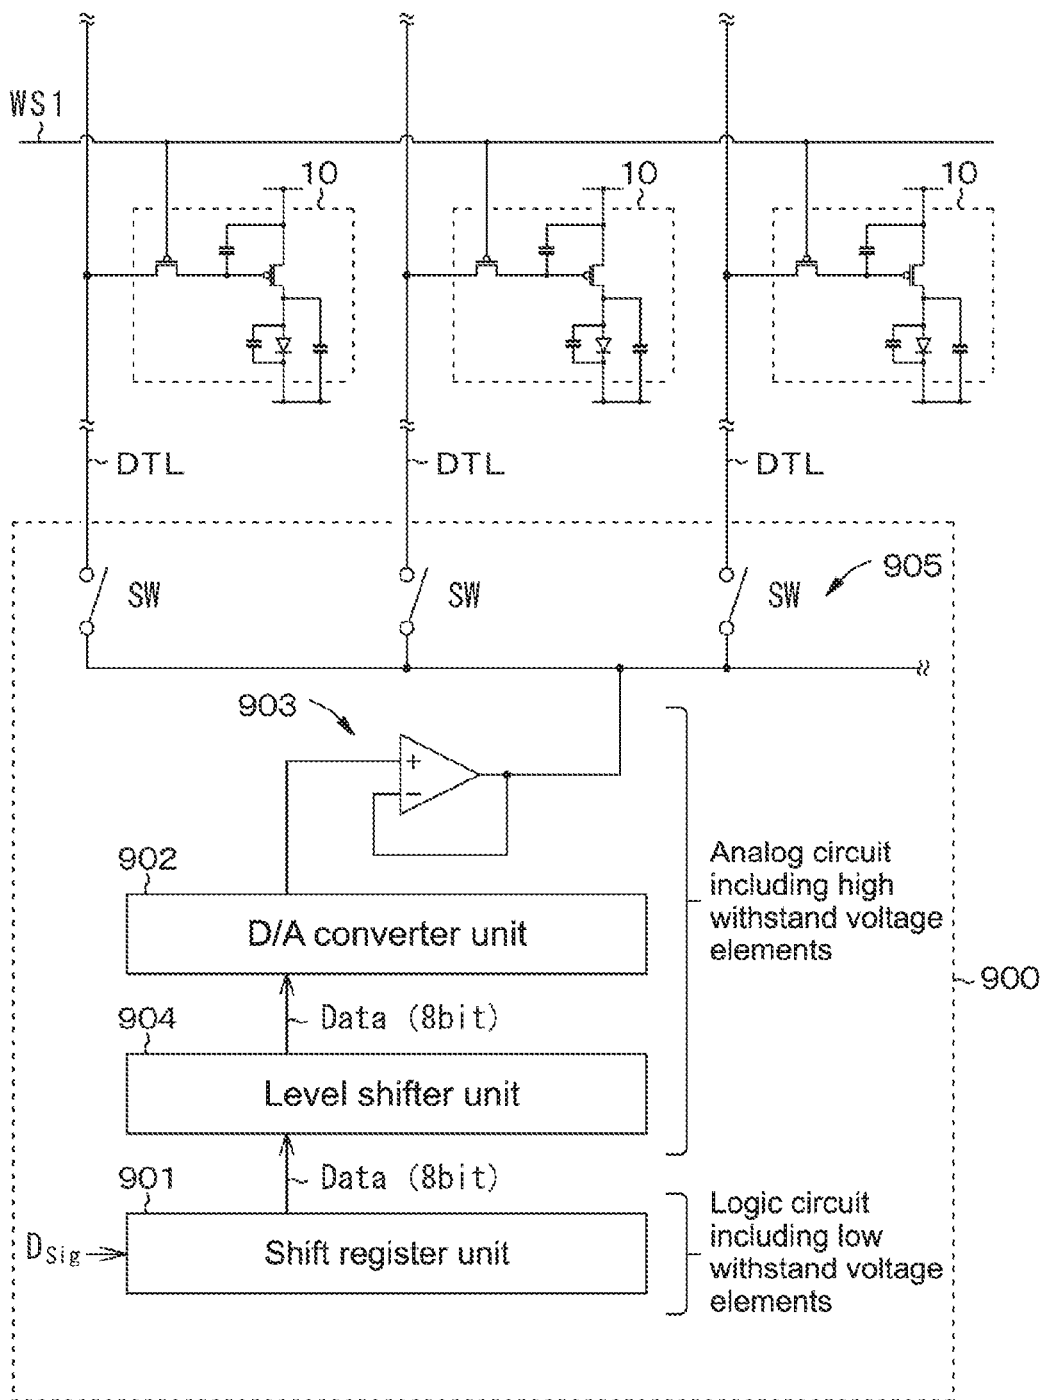 WS1
10
10
10
DTL
DTL
DTL
SW
SW
SW
905
903
+
−
902
D/A converter unit
Analog circuit
including high
withstand voltage
elements
900
Data (8bit)
904
Level shifter unit
Data (8bit)
901
DSig
Shift register unit
Logic circuit
including low
withstand voltage
elements